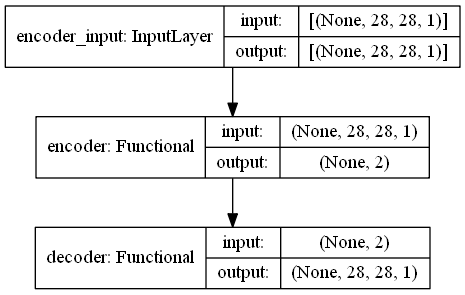 encoder_input: InputLayer
input: [(None, 28, 28, 1)]
output: [(None, 28, 28, 1)]
encoder: Functional
input: (None, 28, 28, 1)
output: (None, 2)
decoder: Functional
input: (None, 2)
output: (None, 28, 28, 1)